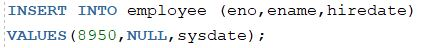 INSERT INTO employee (eno,ename,hiredate)
VALUES(8950,NULL,sysdate);